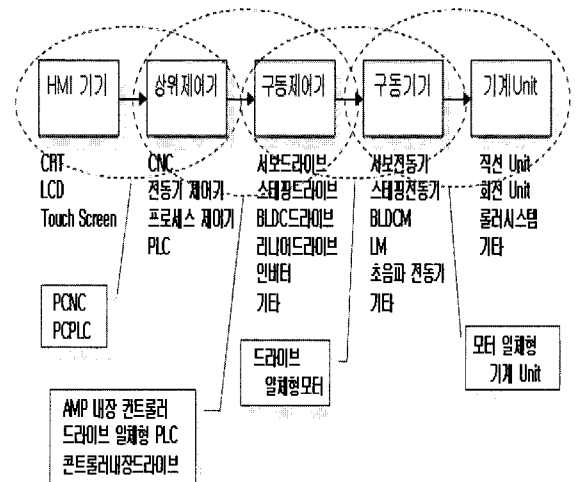 HMI 기기
상위제어기
구동제어기
구동기기
기계Unit
CRT
LCD
Touch Screen
CNC
전동기 제어기
프로세스 제어기
PLC
서보드라이브
스테핑드라이브
BLDC드라이브
리니어드라이브
인버터
기타
서보전동기
스테핑전동기
BLDCM
LM
초음파 전동기
기타
직선 Unit
회전 Unit
롤러시스템
기타
PCNC
PCPLC
AMP 내장 컨트롤러
드라이브 일체형 PLC
콘트롤러내장드라이브
드라이브
일체형모터
모터 일체형
기계 Unit